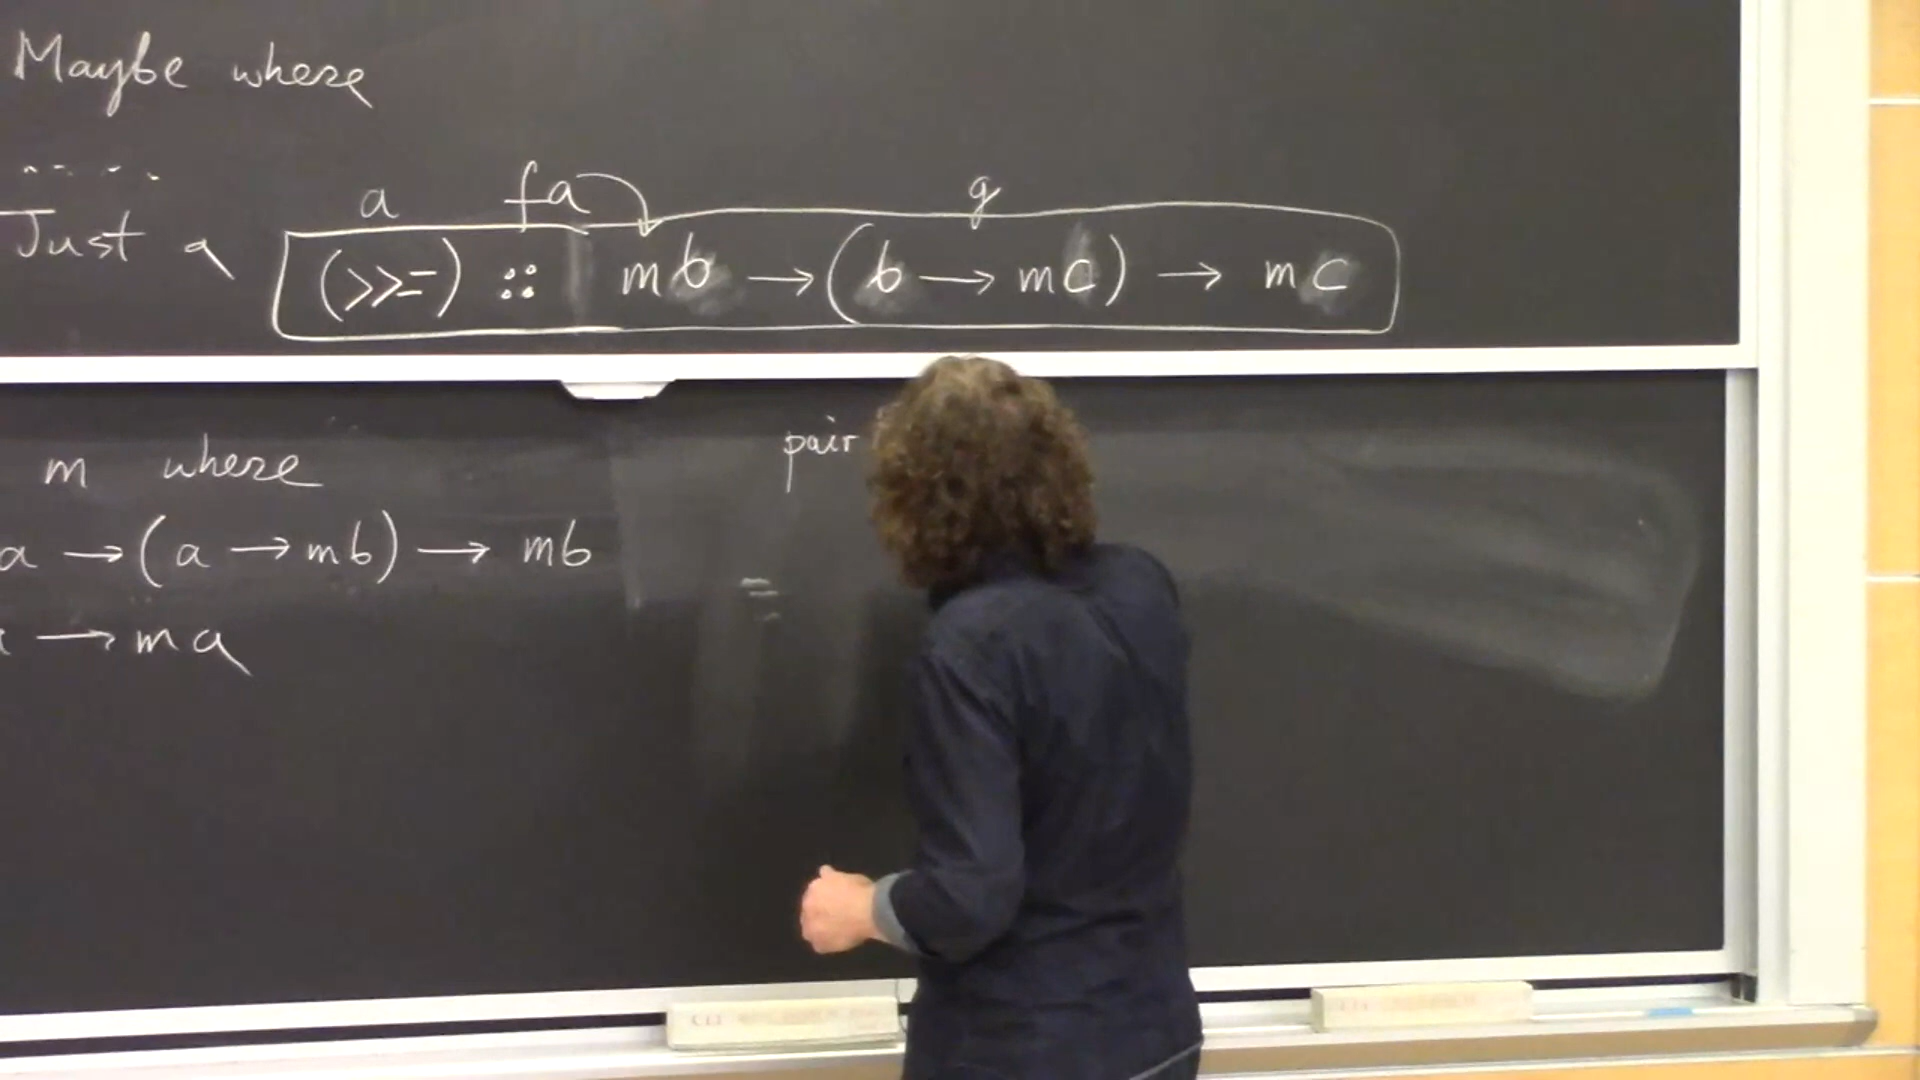 Maybe where
.....
a fa g
Just a
(>>=) :: mb → (b → mc) → mc
pair
m where
a → (a → mb) → mb
=
→ ma